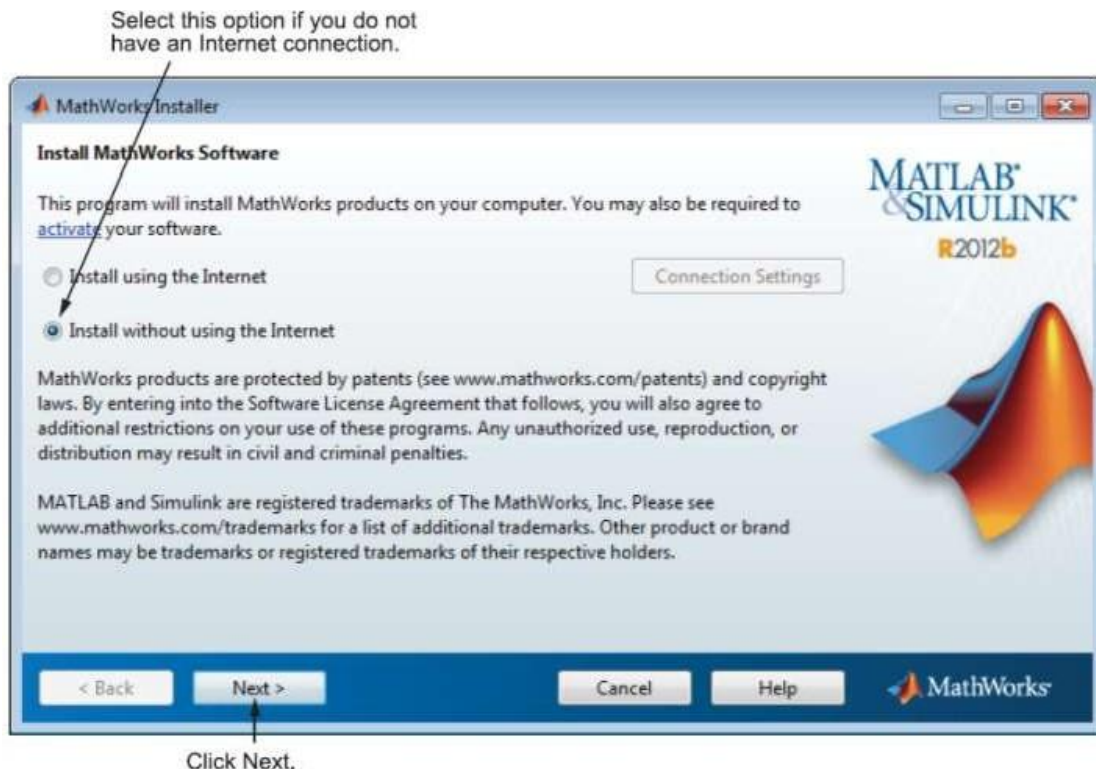 Select this option if you do not
have an Internet connection.
MathWorks Installer
Install MathWorks Software
This program will install MathWorks products on your computer. You may also be required to
activate your software.
Install using the Internet
Connection Settings
Install without using the Internet
MathWorks products are protected by patents (see www.mathworks.com/patents) and copyright
laws. By entering into the Software License Agreement that follows, you will also agree to
additional restrictions on your use of these programs. Any unauthorized use, reproduction, or
distribution may result in civil and criminal penalties.
MATLAB and Simulink are registered trademarks of The MathWorks, Inc. Please see
www.mathworks.com/trademarks for a list of additional trademarks. Other product or brand
names may be trademarks or registered trademarks of their respective holders.
MATLAB®
&SIMULINK®
R2012b
< Back
Next >
Cancel
Help
MathWorks®
Click Next.